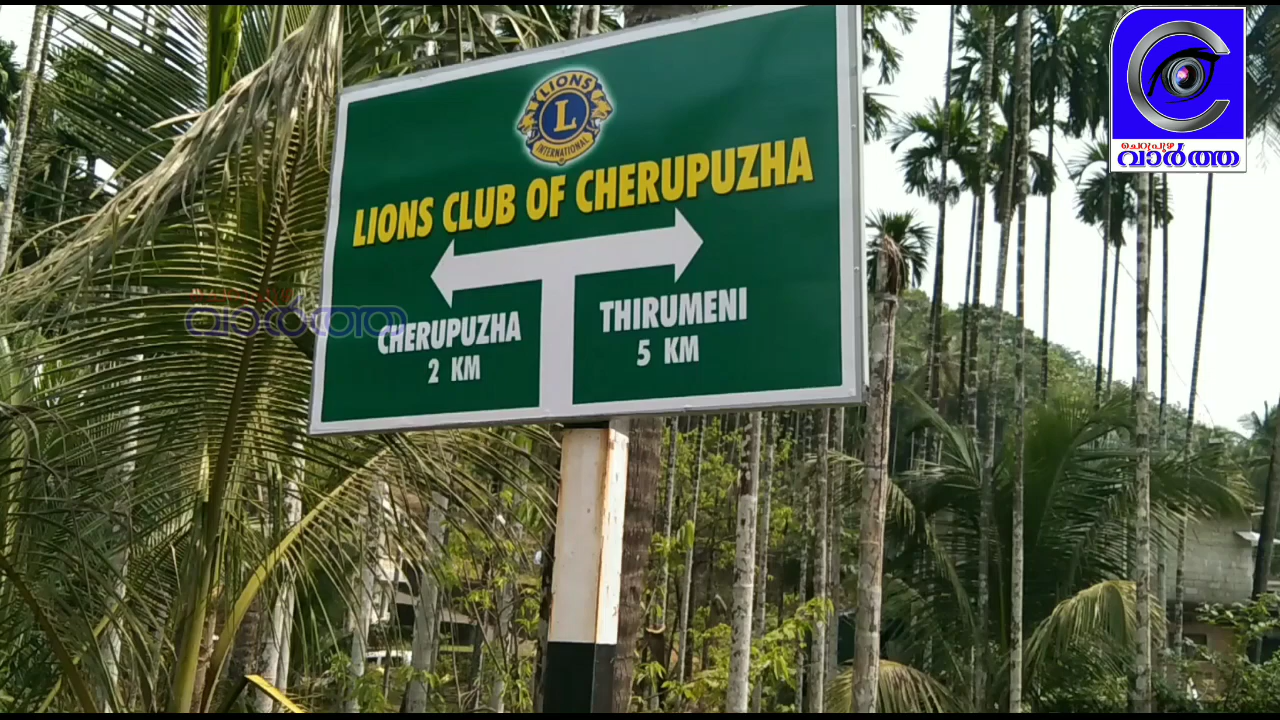 LIONS
L
INTERNATIONAL
LIONS CLUB OF CHERUPUZHA
CHERUPUZHA
2 KM
THIRUMENI
5 KM
ചെറുപുഴ
വാർത്ത